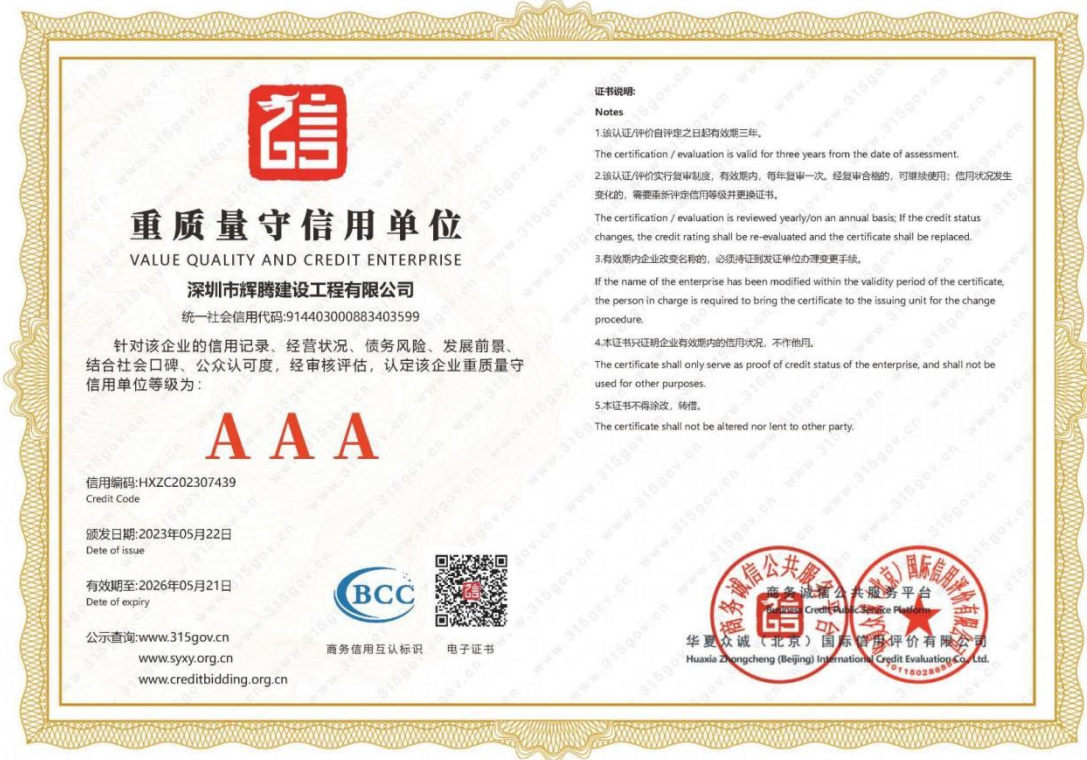 重质量守信用单位
VALUE QUALITY AND CREDIT ENTERPRISE
深圳市辉腾建设工程有限公司
统一社会信用代码:914403000883403599
针对该企业的信用记录、经营状况、债务风险、发展前景、
结合社会口碑、公众认可度，经审核评估，认定该企业重质量守
信用单位等级为：
AAA
信用编码:HXZC202307439
Credit Code
颁发日期:2023年05月22日
Date of issue
有效期至:2026年05月21日
Date of expiry
公示查询:www.315gov.cn
www.syxy.org.cn
www.creditbidding.org.cn
BCC
商务信用互认标识
电子证书
证书说明:
Notes
1.该认证/评价自评定之日起有效期三年。
The certification / evaluation is valid for three years from the date of assessment.
2.该认证/评价实行复审制度，有效期内，每年复审一次。经复审合格的，可继续使用；信用状况发生
变化的，需要重新评定信用等级并更换证书。
The certification / evaluation is reviewed yearly/on an annual basis; If the credit status
changes, the credit rating shall be re-evaluated and the certificate shall be replaced.
3.有效期内企业改变名称的，必须持证到发证单位办理变更手续。
If the name of the enterprise has been modified within the validity period of the certificate,
the person in charge is required to bring the certificate to the issuing unit for the change
procedure.
4.本证书只证明企业有效期内的信用状况，不作他用。
The certificate shall only serve as proof of credit status of the enterprise, and shall not be
used for other purposes.
5.本证书不得涂改，转借。
The certificate shall not be altered nor lent to other party.
商务诚信公共服务平台
Business Credit Public Service Platform
华夏众诚（北京）国际信用评价有限公司
Huaxia Zhongcheng (Beijing) International Credit Evaluation Co., Ltd.
商务诚信公共服务平台
www.315gov.cn